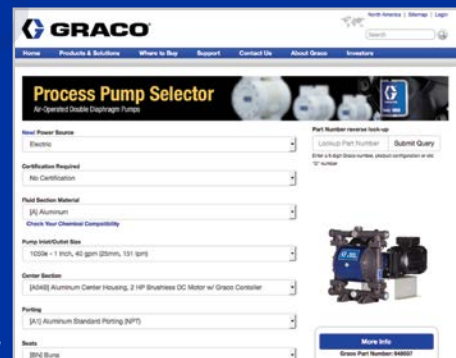 North America | Sitemap | Login
GRACO
Search
Home Products & Solutions Where to Buy Support Contact Us About Graco Investors
Process Pump Selector
Air-Operated Double Diaphragm Pumps
New! Power Source
Electric
Certification Required
No Certification
Fluid Section Material
[A] Aluminum
Check Your Chemical Compatibility
Pump Inlet/Outlet Size
1050e - 1 inch, 40 gpm (25mm, 151 lpm)
Center Section
[A04B] Aluminum Center Housing, 2 HP Brushless DC Motor w/ Graco Contoller
Porting
[A1] Aluminum Standard Porting (NPT)
Seats
Buna
Part Number reverse look-up
Lookup Part Number Submit Query
Enter a 6 digit Graco number, product configuration or old
"D" number
More Info
Graco Part Number: